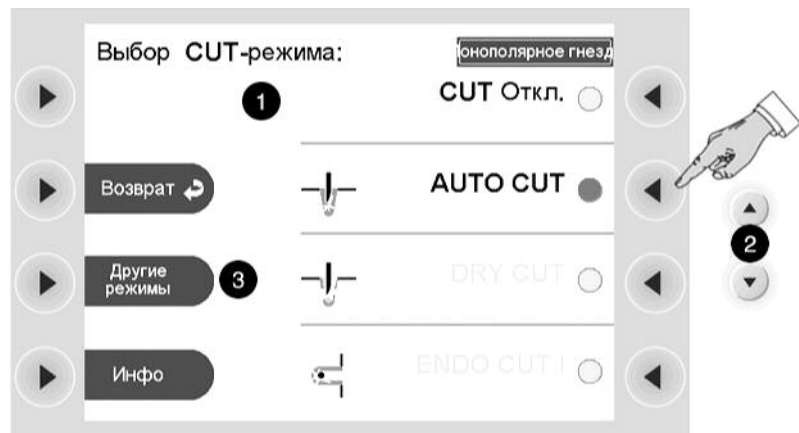 Выбор CUT-режима:
онополярное гнезд
CUT Откл.
1
Возврат
AUTO CUT
2
Другие
режимы
3
DRY CUT
Инфо
ENDO CUT I